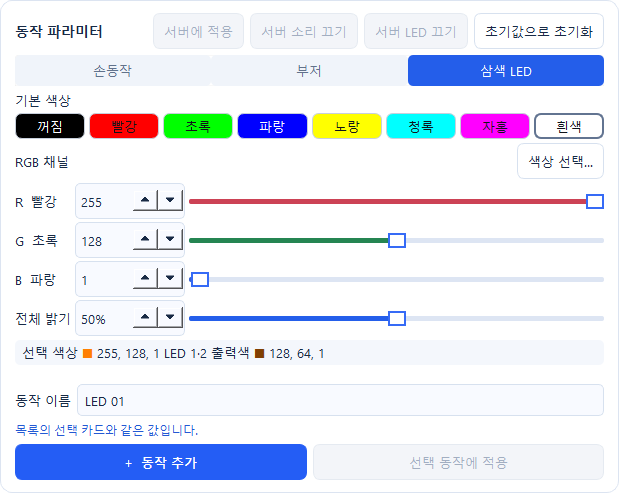 동작 파라미터 서버에 적용 서버 소리 끄기 서버 LED 끄기 초기값으로 초기화
손동작 부저 삼색 LED
기본 색상
꺼짐 빨강 초록 파랑 노랑 청록 자홍 흰색
RGB 채널 색상 선택...
R 빨강 255
G 초록 128
B 파랑 1
전체 밝기 50%
선택 색상 ■ 255, 128, 1 LED 1·2 출력색 ■ 128, 64, 1
동작 이름 LED 01
목록의 선택 카드와 같은 값입니다.
+ 동작 추가 선택 동작에 적용